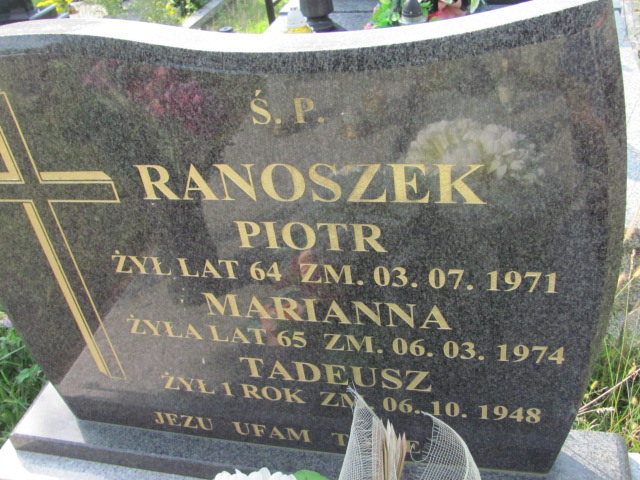 Ś. P.
RANOSZEK
PIOTR
ŻYŁ LAT 64 ZM. 03. 07. 1971
MARIANNA
ŻYŁA LAT 65 ZM. 06. 03. 1974
TADEUSZ
ŻYŁ 1 ROK ZM. 06. 10. 1948
JEZU UFAM